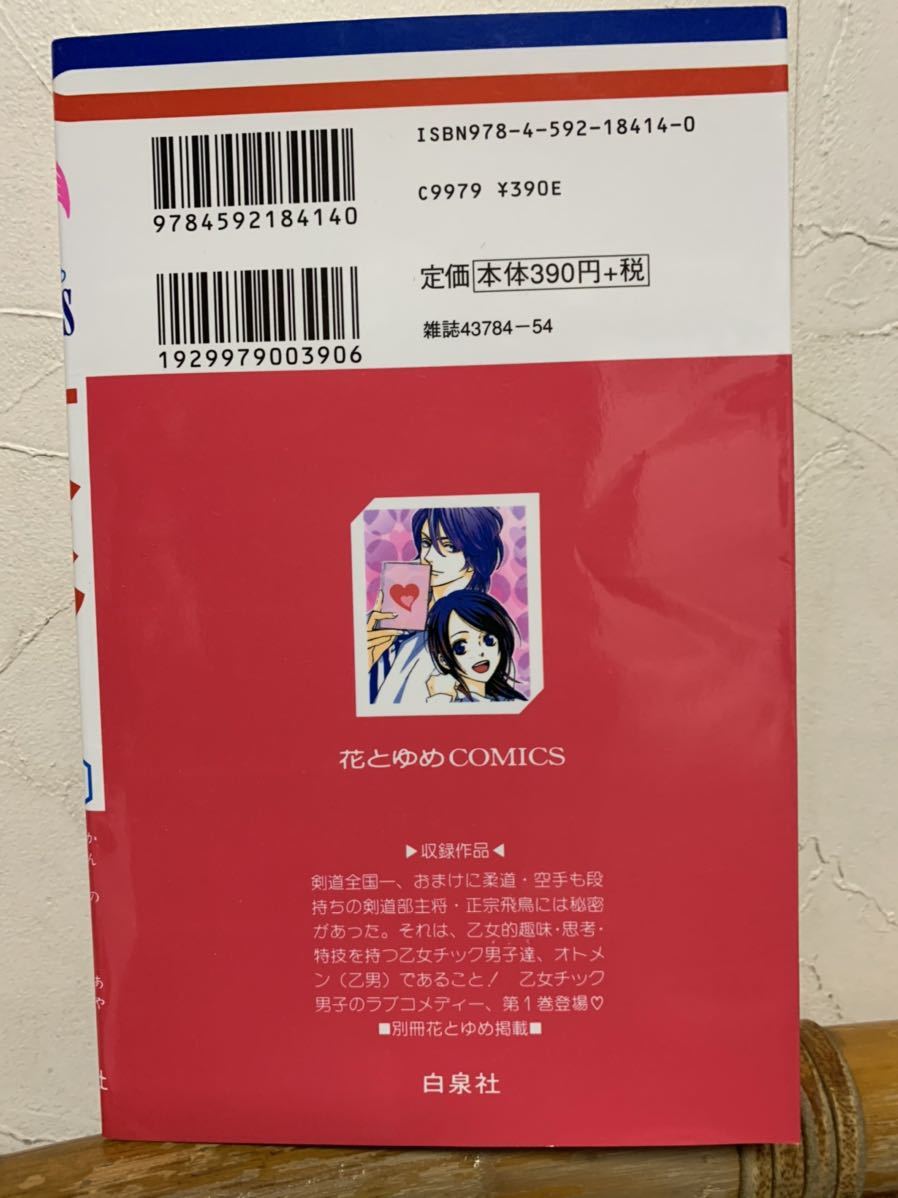 ISBN978-4-592-18414-0
9784592184140
C9979 ¥390E
定価 本体390円+税
1929979003906
雑誌43784-54
花とゆめCOMICS
▶収録作品◀
剣道全国一、おまけに柔道・空手も段
持ちの剣道部主将・正宗飛鳥には秘密
があった。それは、乙女的趣味・思考・
特技を持つ乙女チック男子達、オトメ
ン(乙男)であること! 乙女チック
男子のラブコメディー、第1巻登場♡
■別冊花とゆめ掲載■
白泉社
かんの
あや
社